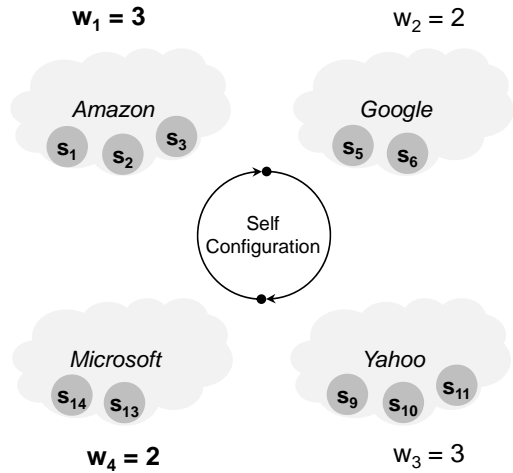 w₁ = 3
w₂ = 2
Amazon
s₁
s₂
s₃
Google
s₅
s₆
Self
Configuration
Microsoft
s₁₄
s₁₃
Yahoo
s₉
s₁₀
s₁₁
w₄ = 2
w₃ = 3